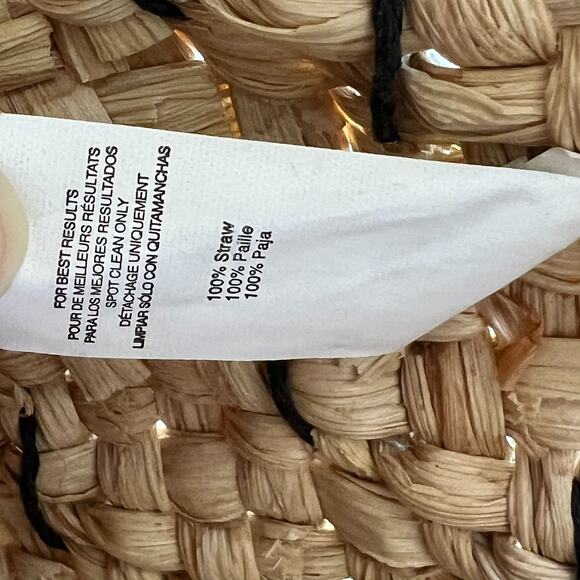 FOR BEST RESULTS
POUR DE MEILLEURS RÉSULTATS
PARA LOS MEJORES RESULTADOS
SPOT CLEAN ONLY
DÉTACHAGE UNIQUEMENT
LIMPIAR SÓLO CON QUITAMANCHAS
100% Straw
100% Paille
100% Paja